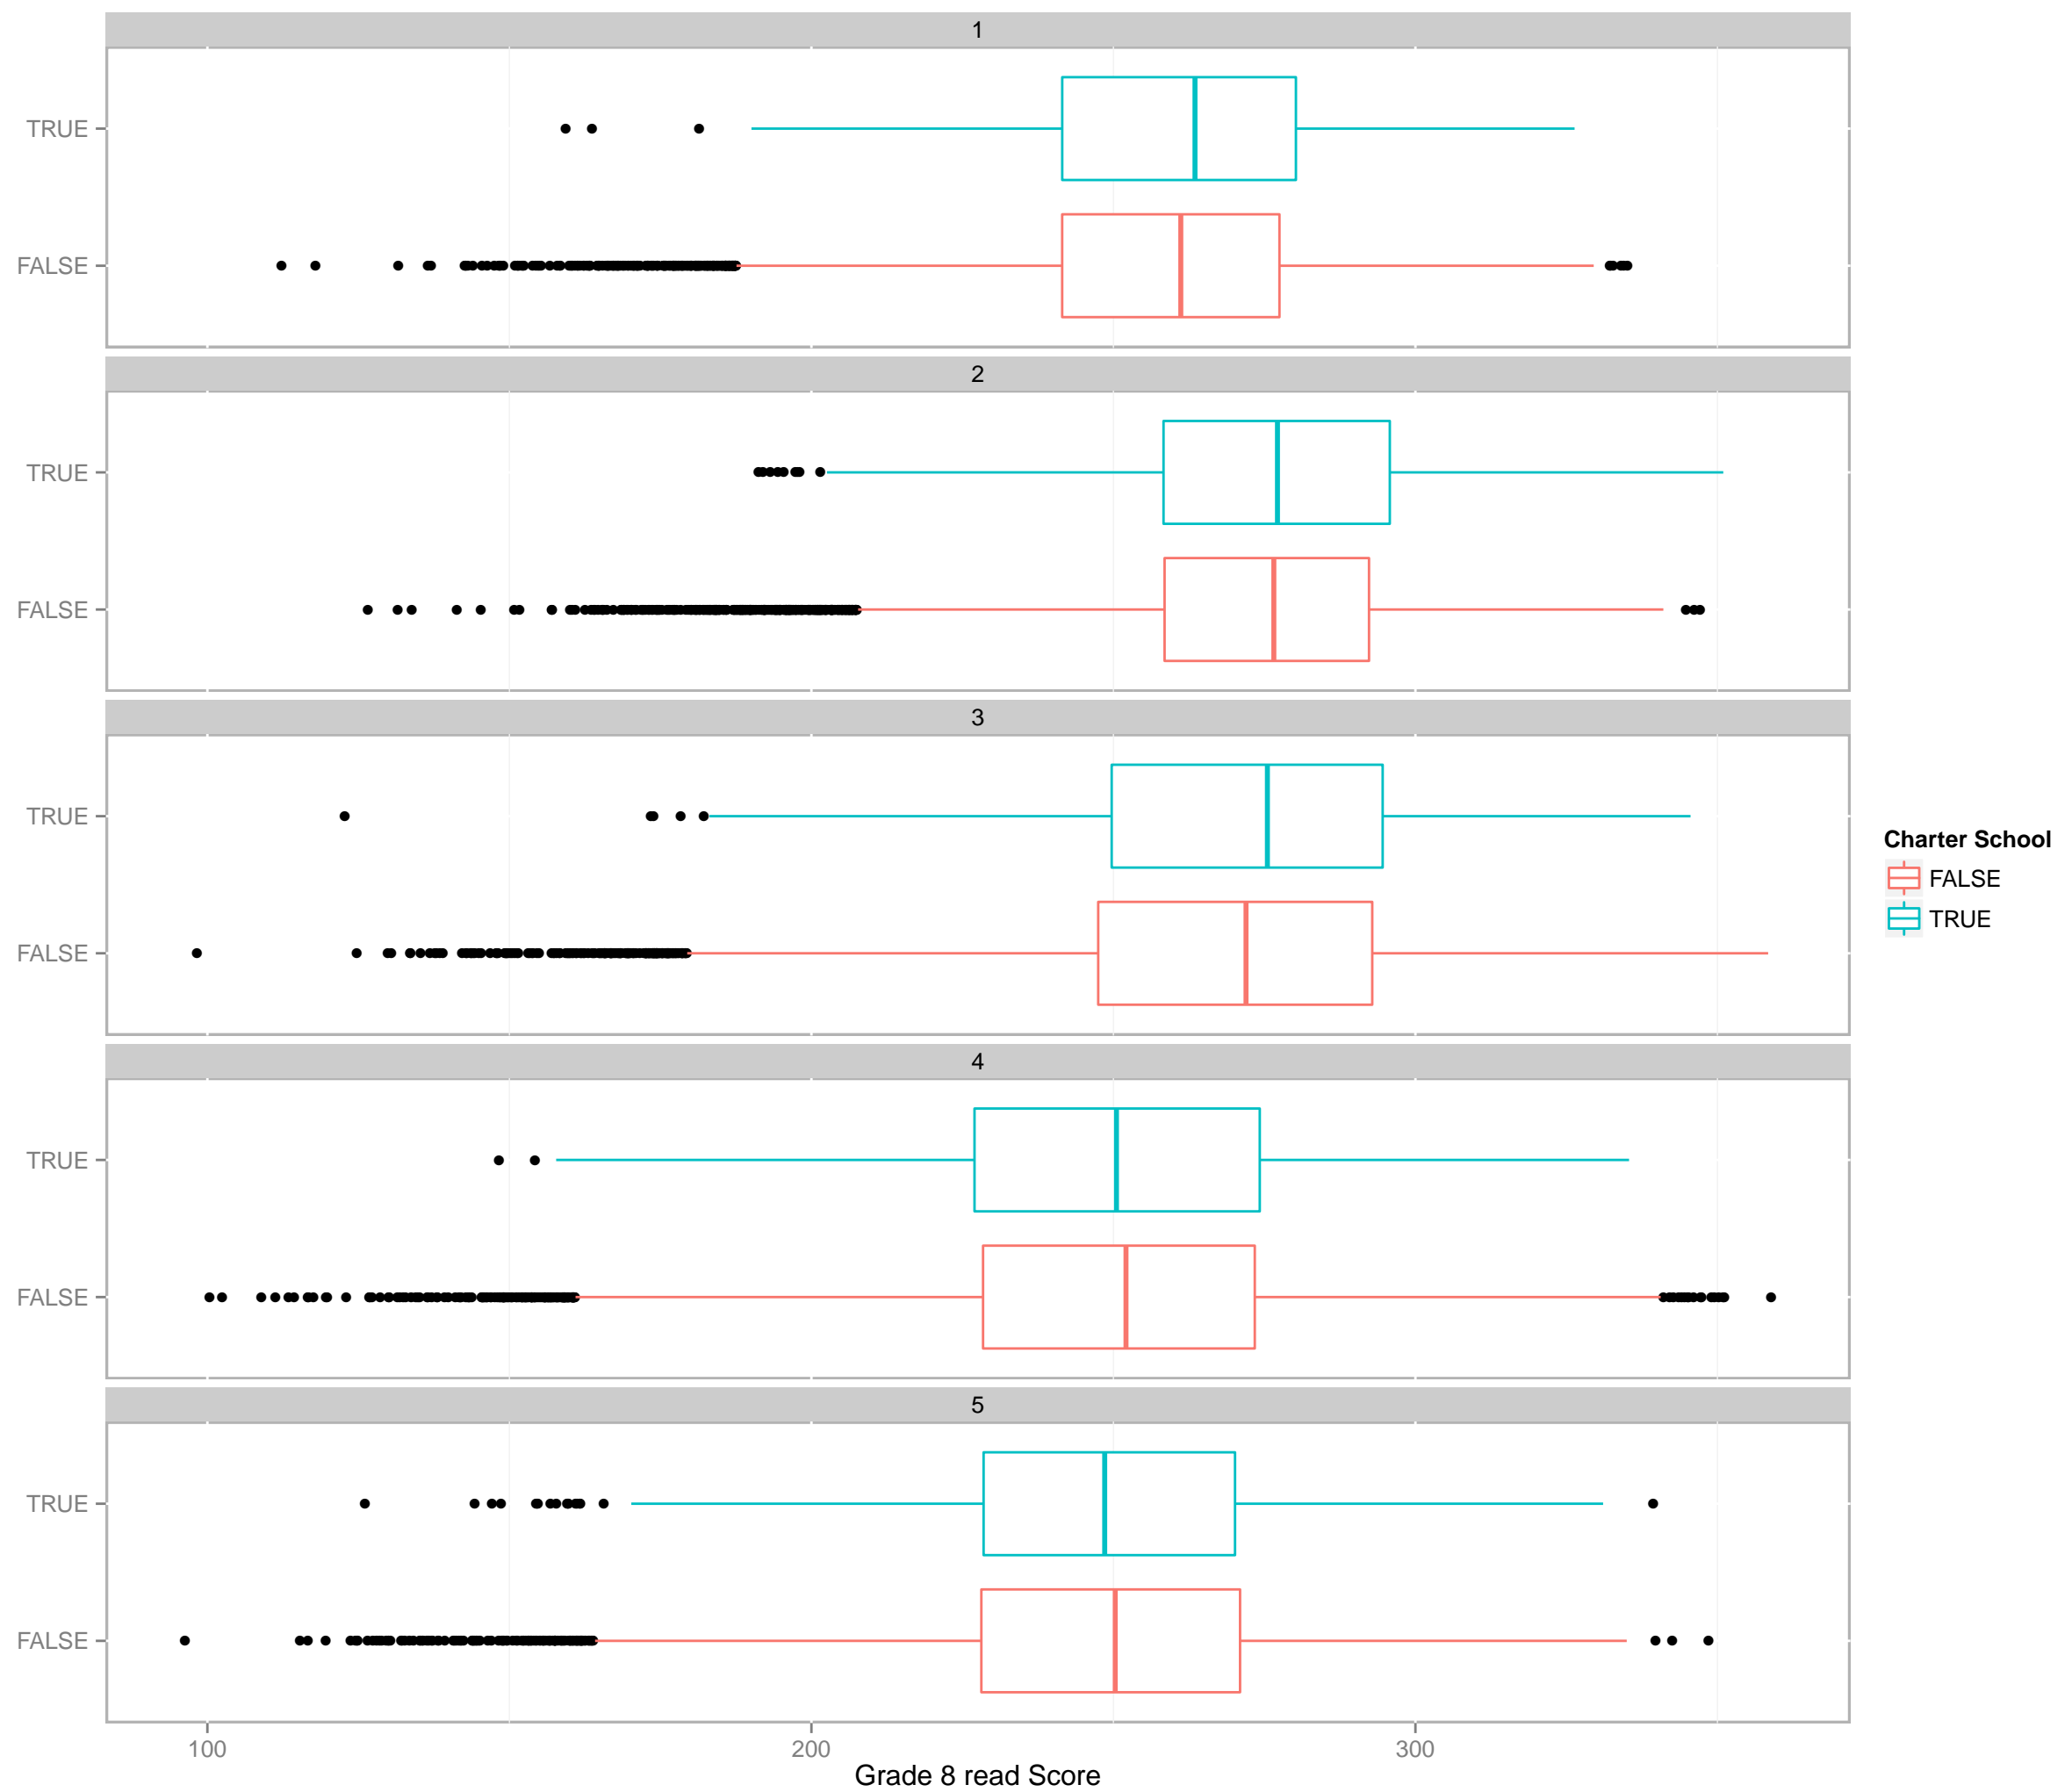 1
TRUE
FALSE
2
TRUE
FALSE
3
TRUE
FALSE
4
TRUE
FALSE
5
TRUE
FALSE
100 200 300
Grade 8 read Score
Charter School
FALSE
TRUE